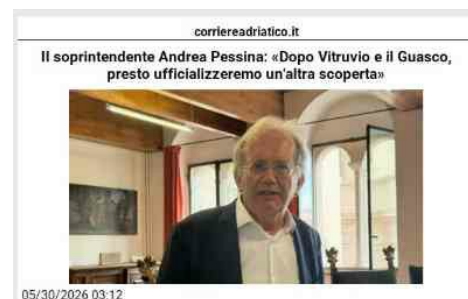 corriereadriatico.it
Il soprintendente Andrea Pessina: «Dopo Vitruvio e il Guasco,
presto ufficializzeremo un'altra scoperta»
05/30/2026 03:12